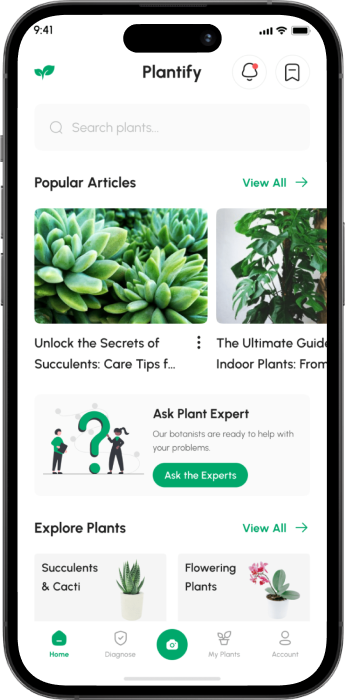 9:41
Plantify
Search plants...
Popular Articles
View All
Unlock the Secrets of
Succulents: Care Tips f...
The Ultimate Guide
Indoor Plants: From
Ask Plant Expert
Our botanists are ready to help with
your problems.
Ask the Experts
Explore Plants
View All
Succulents
& Cacti
Flowering
Plants
Home
Diagnose
My Plants
Account